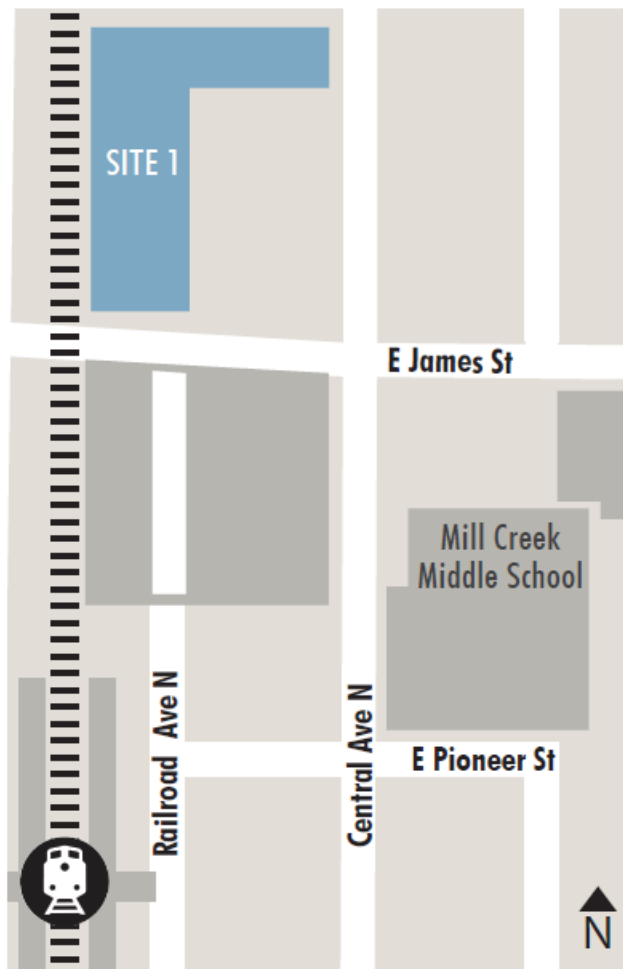 SITE 1
E James St
Mill Creek
Middle School
Railroad Ave N
Central Ave N
E Pioneer St
N